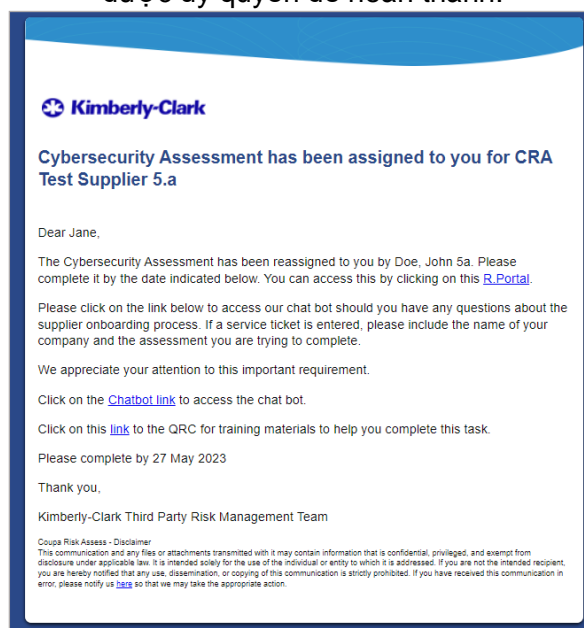 được ủy quyền để hoàn thành.
Kimberly-Clark
Cybersecurity Assessment has been assigned to you for CRA
Test Supplier 5.a
Dear Jane,
The Cybersecurity Assessment has been reassigned to you by Doe, John 5a. Please
complete it by the date indicated below. You can access this by clicking on this R.Portal.
Please click on the link below to access our chat bot should you have any questions about the
supplier onboarding process. If a service ticket is entered, please include the name of your
company and the assessment you are trying to complete.
We appreciate your attention to this important requirement.
Click on the Chatbot link to access the chat bot.
Click on this link to the QRC for training materials to help you complete this task.
Please complete by 27 May 2023
Thank you,
Kimberly-Clark Third Party Risk Management Team
Coupa Risk Assess - Disclaimer
This communication and any files or attachments transmitted with it may contain information that is confidential, privileged, and exempt from
disclosure under applicable law. It is intended solely for the use of the individual or entity to which it is addressed. If you are not the intended recipient,
you are hereby notified that any use, dissemination, or copying of this communication is strictly prohibited. If you have received this communication in
error, please notify us here so that we may take the appropriate action.